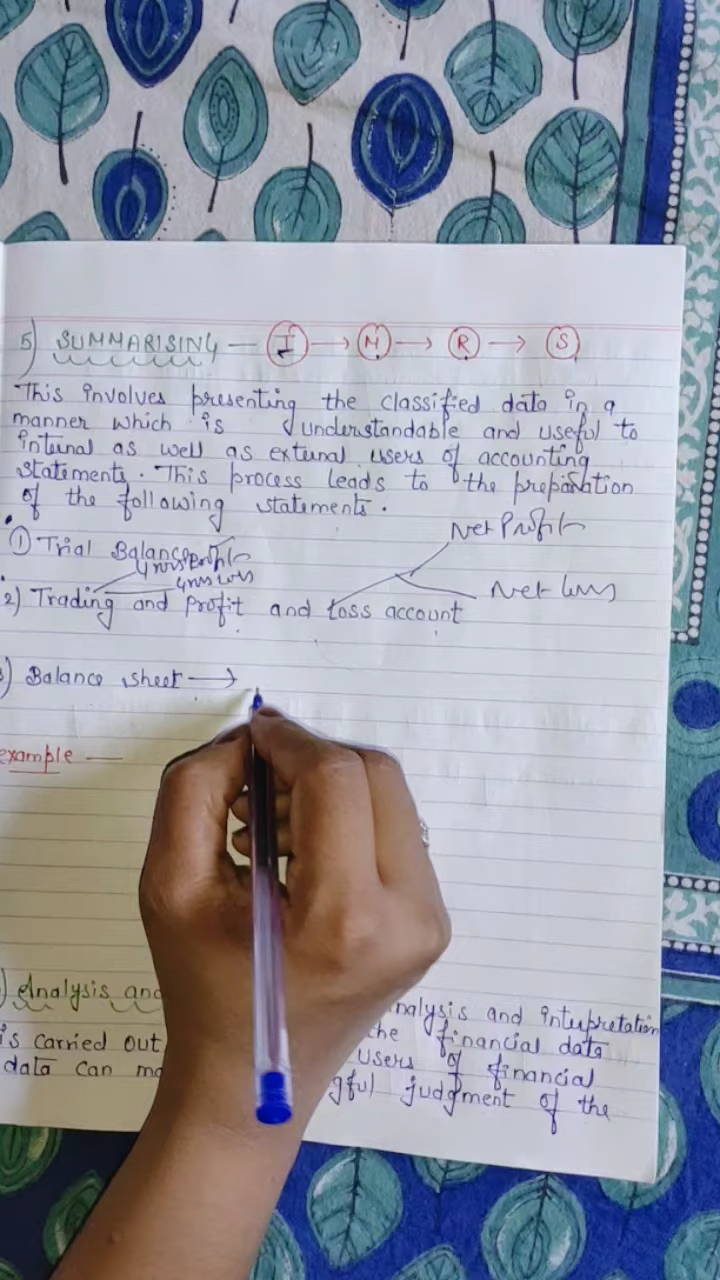 5) SUMMARISING — I → M → R → S
This involves presenting the classified data in a
manner which is understandable and useful to
internal as well as external users of accounting
statements. This process leads to the preparation
of the following statements.
Net Profit
1) Trial Balance
Gross Profit
Gross loss
Net loss
2) Trading and Profit and loss account
) Balance sheet →
example —
) Analysis and
nalysis and interpretation
is carried out
the financial data
data can ma
users of financial
gful judgment of the